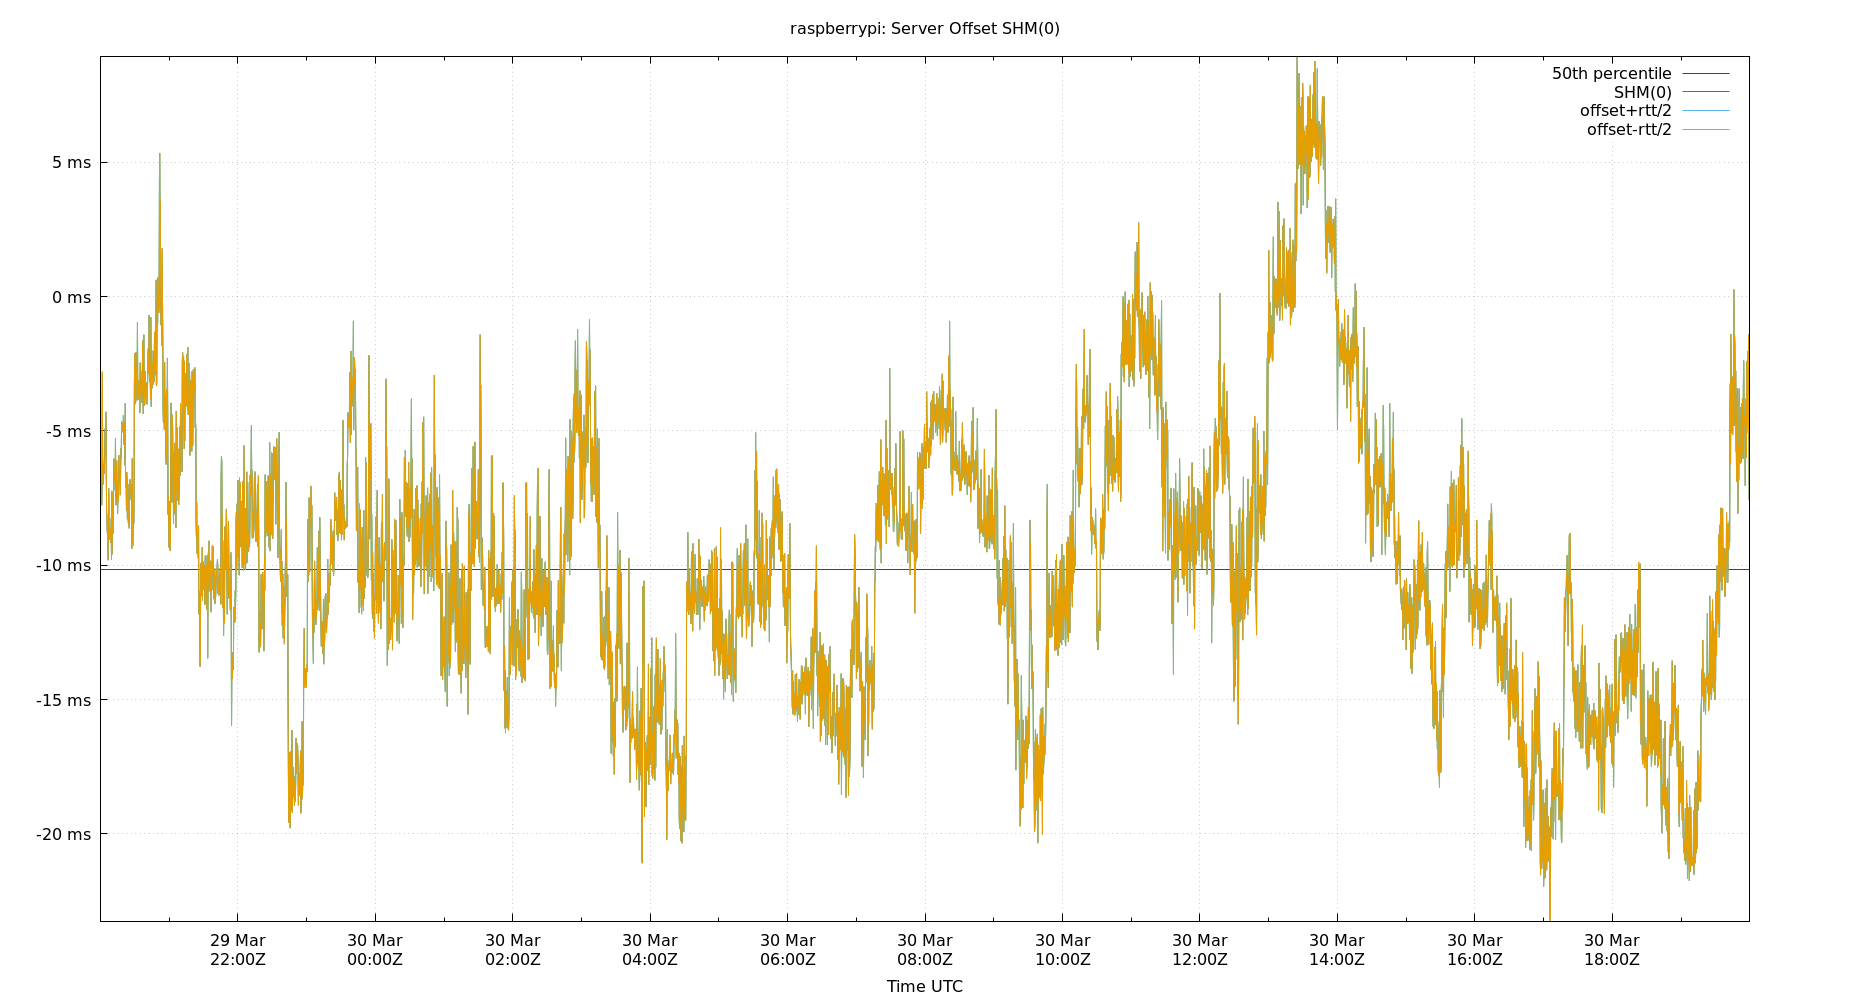 raspberrypi: Server Offset SHM(0)
50th percentile
SHM(0)
offset+rtt/2
offset-rtt/2
5 ms
0 ms
-5 ms
-10 ms
-15 ms
-20 ms
29 Mar 30 Mar 30 Mar 30 Mar 30 Mar 30 Mar 30 Mar 30 Mar 30 Mar 30 Mar 30 Mar
22:00Z 00:00Z 02:00Z 04:00Z 06:00Z 08:00Z 10:00Z 12:00Z 14:00Z 16:00Z 18:00Z
Time UTC